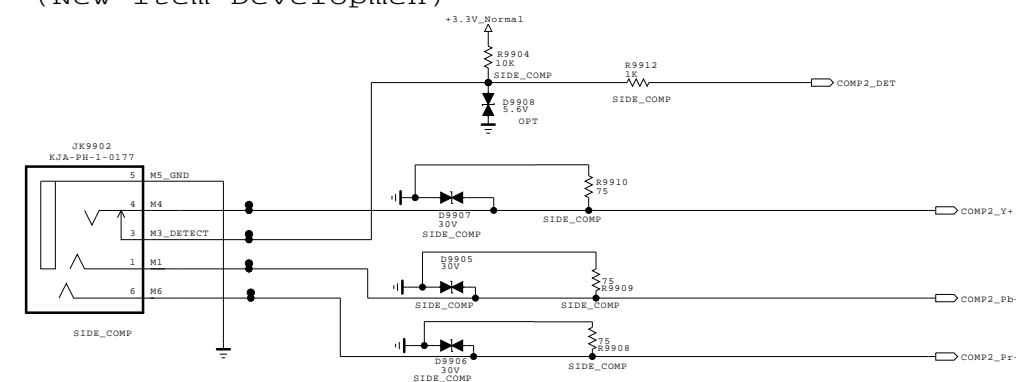 (New Item Developmen)
+3.3V_Normal
R9904
10K
SIDE_COMP
R9912
1K
SIDE_COMP
COMP2_DET
D9908
5.6V
OPT
JK9902
KJA-PH-1-0177
5 M5_GND
4 M4
3 M3_DETECT
1 M1
6 M6
SIDE_COMP
R9910
75
D9907
30V
SIDE_COMP
SIDE_COMP
COMP2_Y+
D9905
30V
SIDE_COMP
75
R9909
SIDE_COMP
COMP2_Pb
75
R9908
D9906
30V
SIDE_COMP
SIDE_COMP
COMP2_Pr